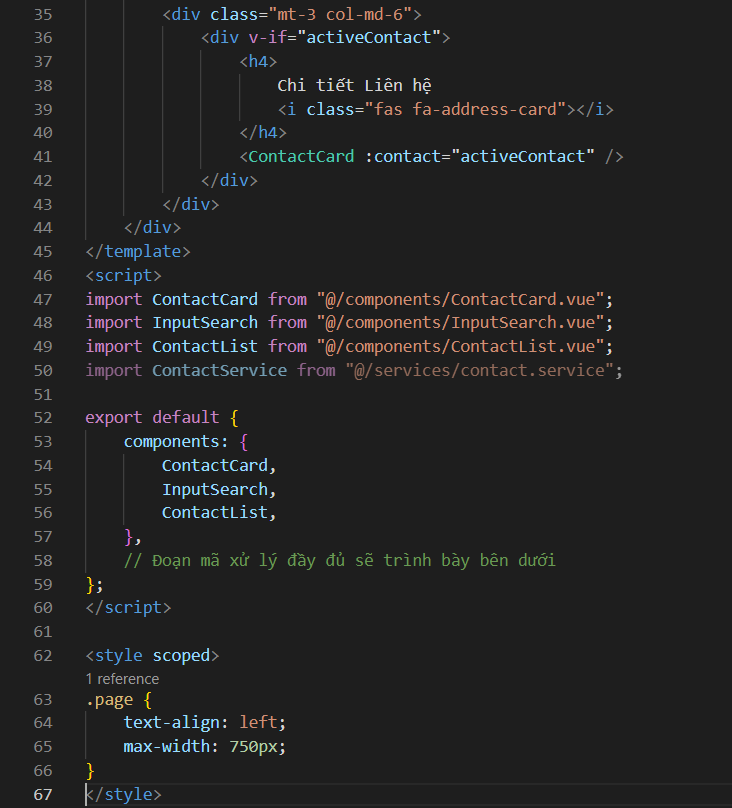 35 <div class="mt-3 col-md-6">
36 <div v-if="activeContact">
37 <h4>
38 Chi tiết Liên hệ
39 <i class="fas fa-address-card"></i>
40 </h4>
41 <ContactCard :contact="activeContact" />
42 </div>
43 </div>
44 </div>
45 </template>
46 <script>
47 import ContactCard from "@/components/ContactCard.vue";
48 import InputSearch from "@/components/InputSearch.vue";
49 import ContactList from "@/components/ContactList.vue";
50 import ContactService from "@/services/contact.service";
51
52 export default {
53 components: {
54 ContactCard,
55 InputSearch,
56 ContactList,
57 },
58 // Đoạn mã xử lý đầy đủ sẽ trình bày bên dưới
59 };
60 </script>
61
62 <style scoped>
1 reference
63 .page {
64 text-align: left;
65 max-width: 750px;
66 }
67 </style>